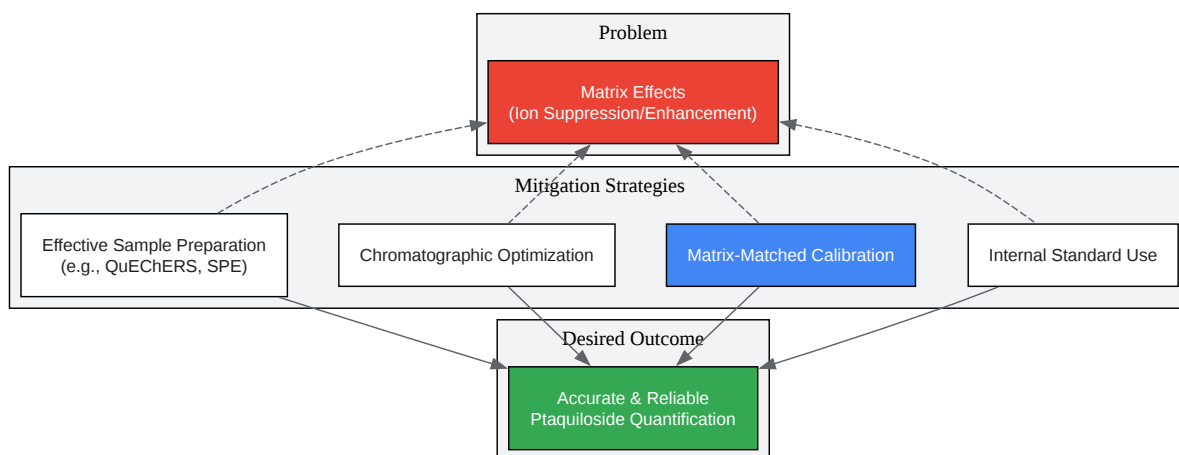 Problem
Matrix Effects
(Ion Suppression/Enhancement)
Mitigation Strategies
Effective Sample Preparation
(e.g., QuEChERS, SPE)
Chromatographic Optimization
Matrix-Matched Calibration
Internal Standard Use
Desired Outcome
Accurate & Reliable
Ptaquiloside Quantification